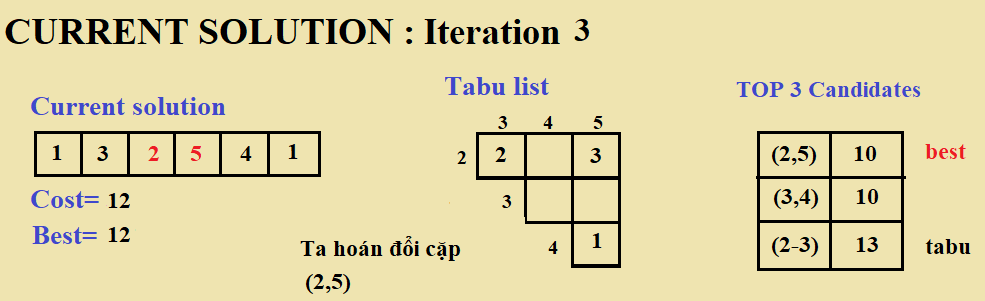 CURRENT SOLUTION : Iteration 3
Current solution
1 3 2 5 4 1
Cost= 12
Best= 12
Ta hoán đổi cặp
(2,5)
Tabu list
3 4 5
2 2 3
3
4 1
TOP 3 Candidates
(2,5) 10 best
(3,4) 10
(2-3) 13 tabu